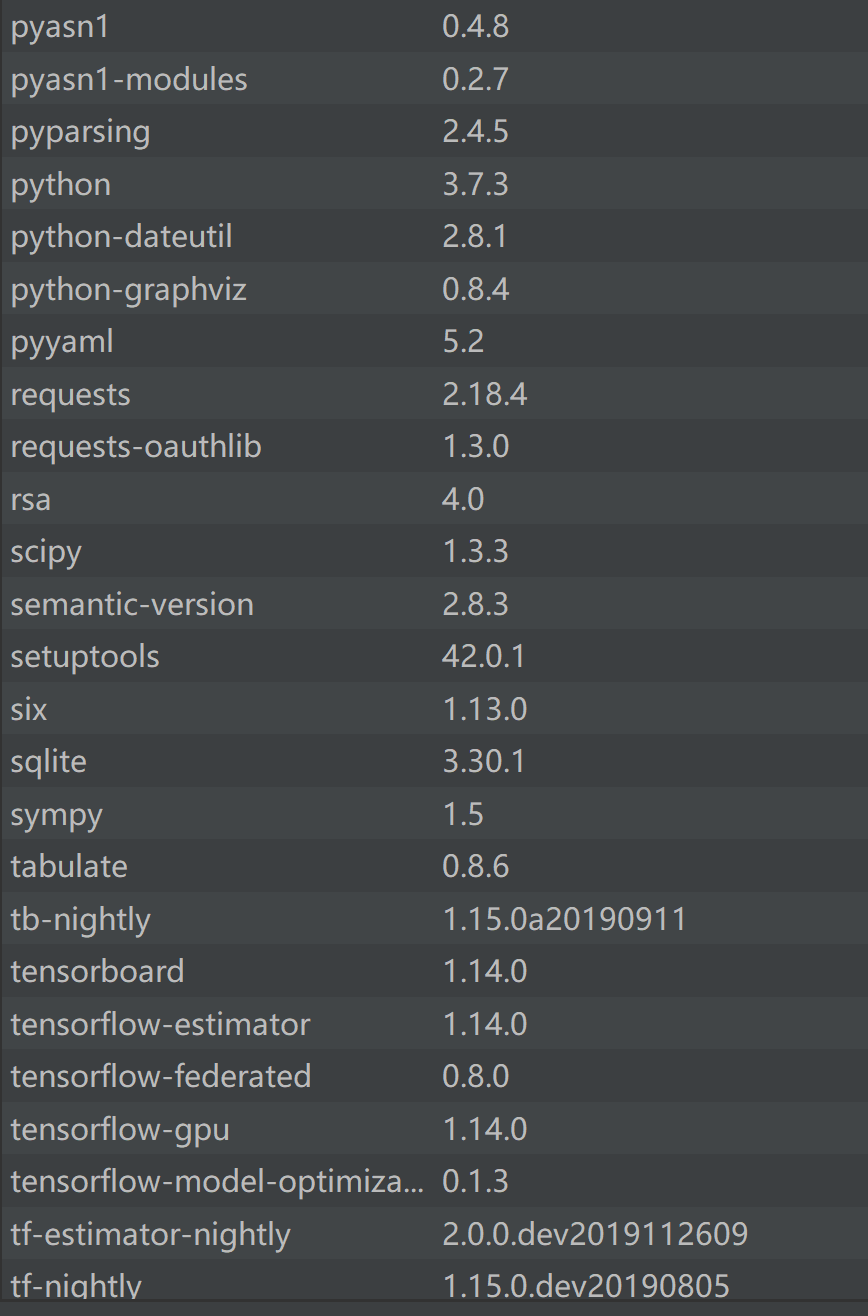 pyasn1 0.4.8
pyasn1-modules 0.2.7
pyparsing 2.4.5
python 3.7.3
python-dateutil 2.8.1
python-graphviz 0.8.4
pyyaml 5.2
requests 2.18.4
requests-oauthlib 1.3.0
rsa 4.0
scipy 1.3.3
semantic-version 2.8.3
setuptools 42.0.1
six 1.13.0
sqlite 3.30.1
sympy 1.5
tabulate 0.8.6
tb-nightly 1.15.0a20190911
tensorboard 1.14.0
tensorflow-estimator 1.14.0
tensorflow-federated 0.8.0
tensorflow-gpu 1.14.0
tensorflow-model-optimiza... 0.1.3
tf-estimator-nightly 2.0.0.dev2019112609
tf-nightly 1.15.0.dev20190805